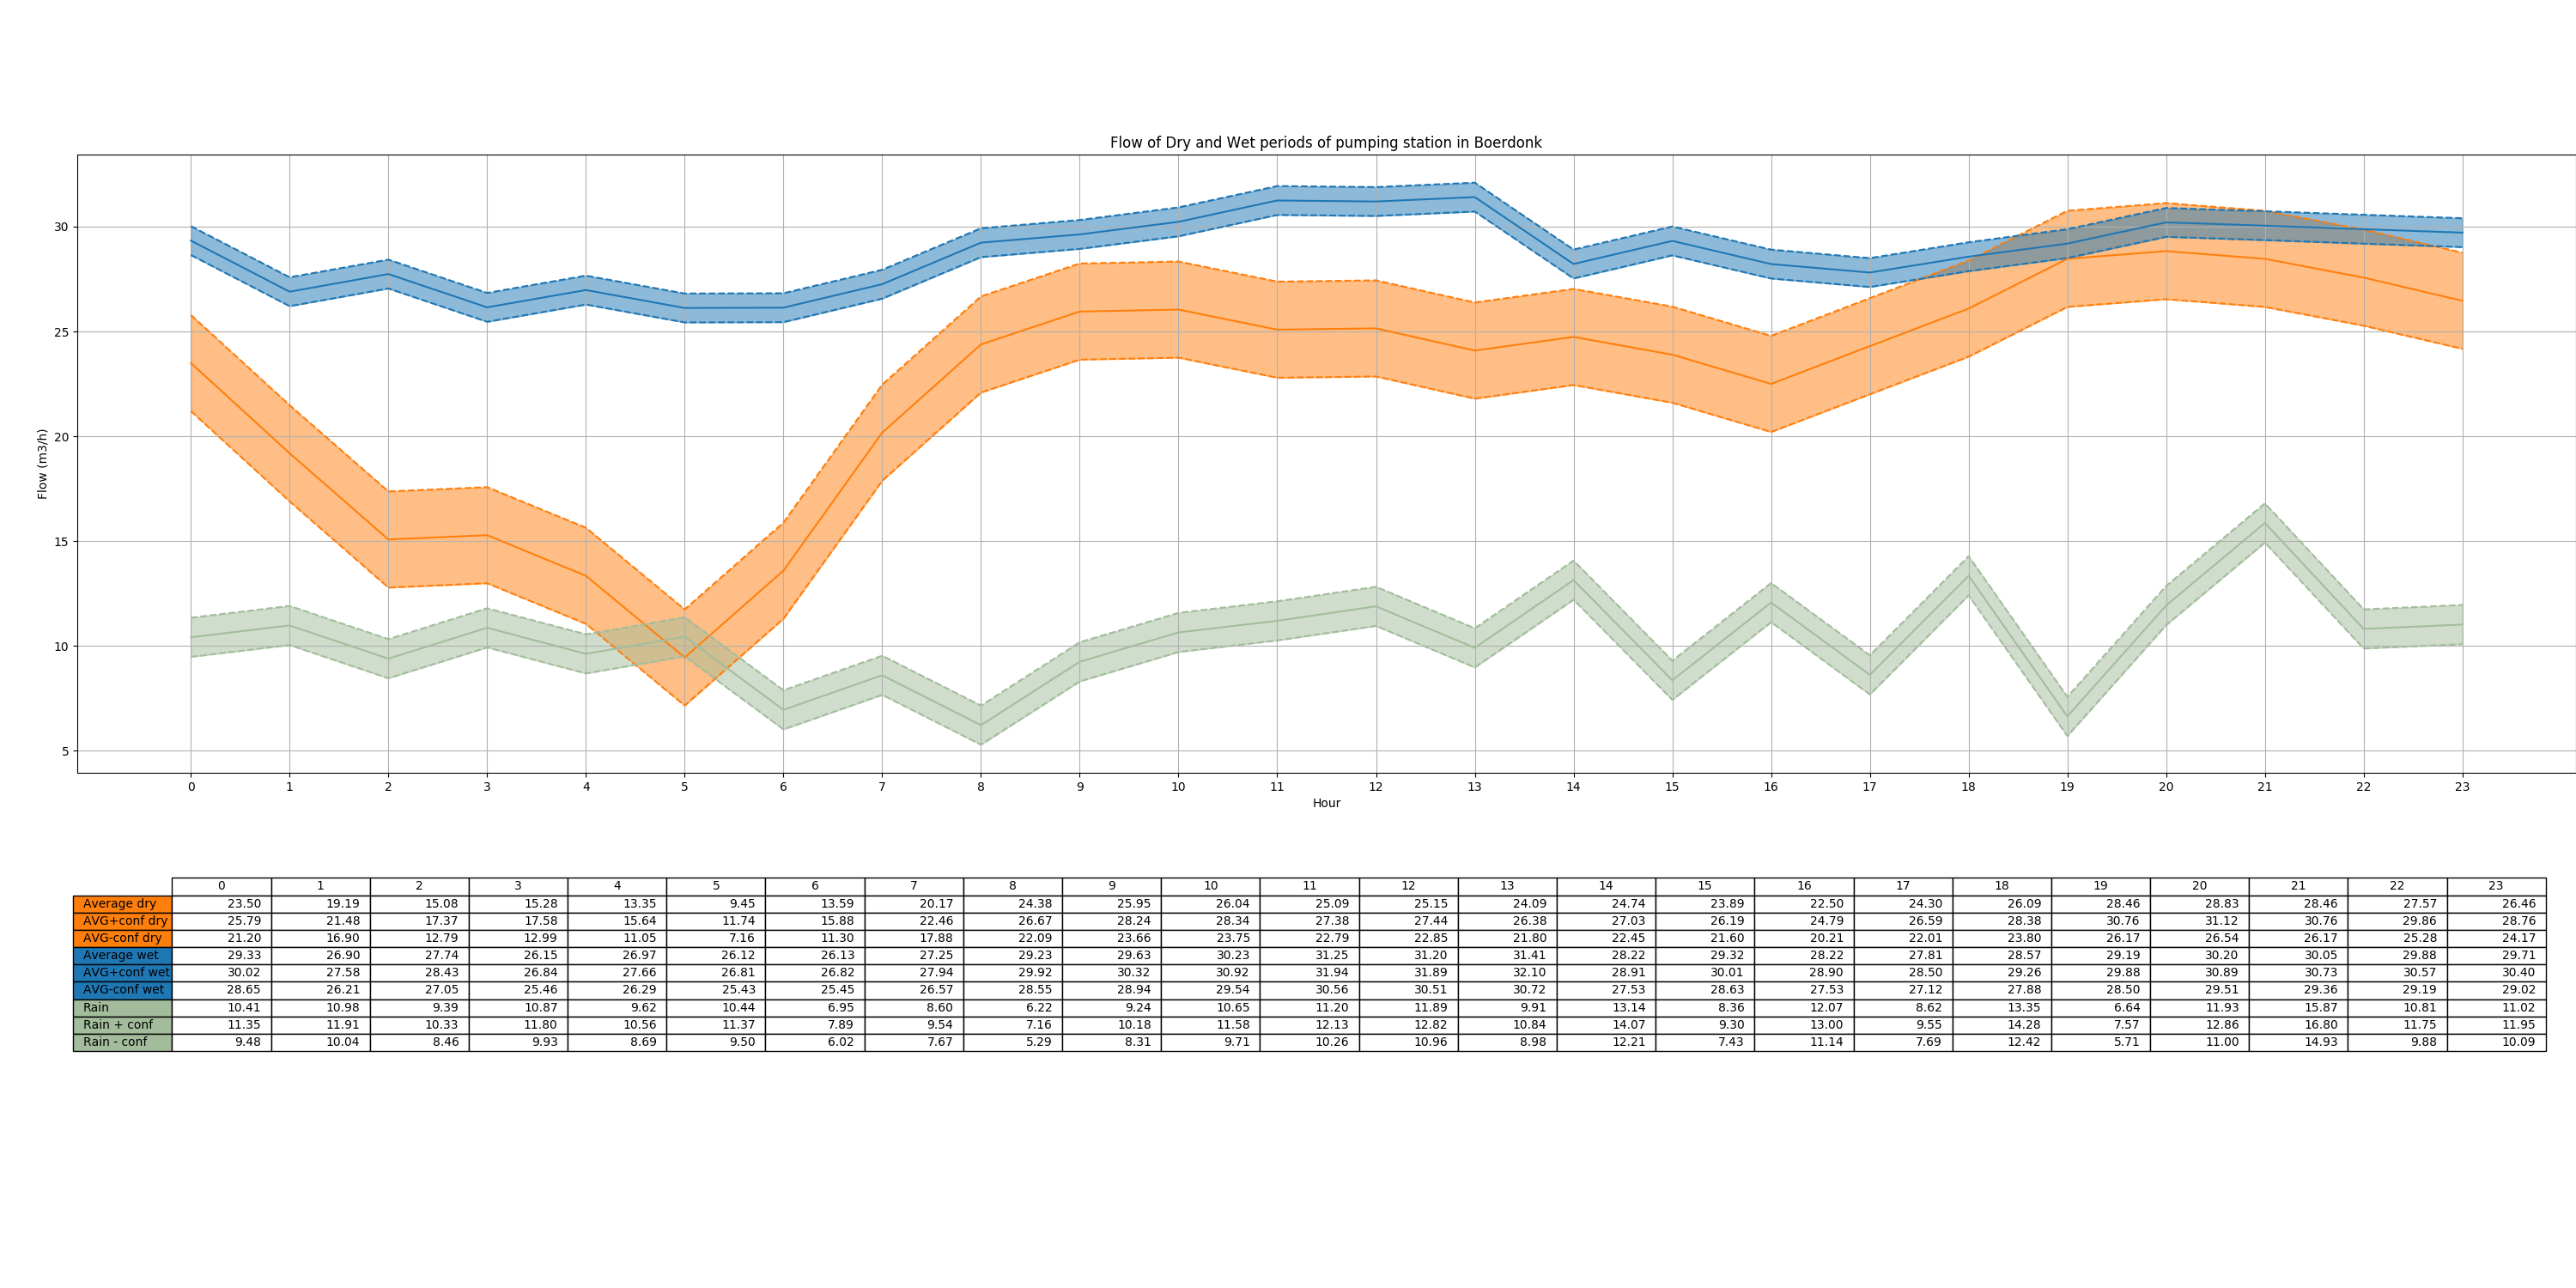 Flow of Dry and Wet periods of pumping station in Boerdonk
30
25
20
15
10
5
Flow (m3/h)
0 1 2 3 4 5 6 7 8 9 10 11 12 13 14 15 16 17 18 19 20 21 22 23
Hour
0 1 2 3 4 5 6 7 8 9 10 11 12 13 14 15 16 17 18 19 20 21 22 23
Average dry 23.50 19.19 15.08 15.28 13.35 9.45 13.59 20.17 24.38 25.95 26.04 25.09 25.15 24.09 24.74 23.89 22.50 24.30 26.09 28.46 28.83 28.46 27.57 26.46
AVG+conf dry 25.79 21.48 17.37 17.58 15.64 11.74 15.88 22.46 26.67 28.24 28.34 27.38 27.44 26.38 27.03 26.19 24.79 26.59 28.38 30.76 31.12 30.76 29.86 28.76
AVG-conf dry 21.20 16.90 12.79 12.99 11.05 7.16 11.30 17.88 22.09 23.66 23.75 22.79 22.85 21.80 22.45 21.60 20.21 22.01 23.80 26.17 26.54 26.17 25.28 24.17
Average wet 29.33 26.90 27.74 26.15 26.97 26.12 26.13 27.25 29.23 29.63 30.23 31.25 31.20 31.41 28.22 29.32 28.22 27.81 28.57 29.19 30.20 30.05 29.88 29.71
AVG+conf wet 30.02 27.58 28.43 26.84 27.66 26.81 26.82 27.94 29.92 30.32 30.92 31.94 31.89 32.10 28.91 30.01 28.90 28.50 29.26 29.88 30.89 30.73 30.57 30.40
AVG-conf wet 28.65 26.21 27.05 25.46 26.29 25.43 25.45 26.57 28.55 28.94 29.54 30.56 30.51 30.72 27.53 28.63 27.53 27.12 27.88 28.50 29.51 29.36 29.19 29.02
Rain 10.41 10.98 9.39 10.87 9.62 10.44 6.95 8.60 6.22 9.24 10.65 11.20 11.89 9.91 13.14 8.36 12.07 8.62 13.35 6.64 11.93 15.87 10.81 11.02
Rain + conf 11.35 11.91 10.33 11.80 10.56 11.37 7.89 9.54 7.16 10.18 11.58 12.13 12.82 10.84 14.07 9.30 13.00 9.55 14.28 7.57 12.86 16.80 11.75 11.95
Rain - conf 9.48 10.04 8.46 9.93 8.69 9.50 6.02 7.67 5.29 8.31 9.71 10.26 10.96 8.98 12.21 7.43 11.14 7.69 12.42 5.71 11.00 14.93 9.88 10.09